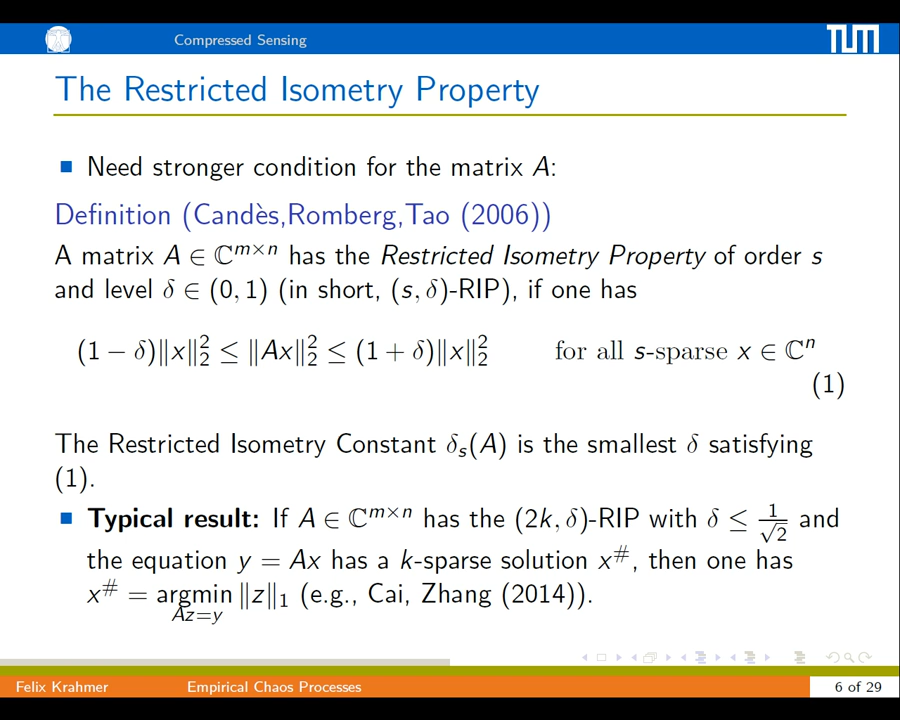 Compressed Sensing
TUM
The Restricted Isometry Property
Need stronger condition for the matrix A:
Definition (Candès,Romberg,Tao (2006))
A matrix A ∈ ℂ^{m×n} has the Restricted Isometry Property of order s
and level δ ∈ (0, 1) (in short, (s, δ)-RIP), if one has
(1 − δ)‖x‖₂² ≤ ‖Ax‖₂² ≤ (1 + δ)‖x‖₂² for all s-sparse x ∈ ℂⁿ
(1)
The Restricted Isometry Constant δₛ(A) is the smallest δ satisfying
(1).
Typical result: If A ∈ ℂ^{m×n} has the (2k, δ)-RIP with δ ≤ 1/√2 and
the equation y = Ax has a k-sparse solution x^#, then one has
x^# = argmin ‖z‖₁ (e.g., Cai, Zhang (2014)).
Az=y
Felix Krahmer Empirical Chaos Processes 6 of 29